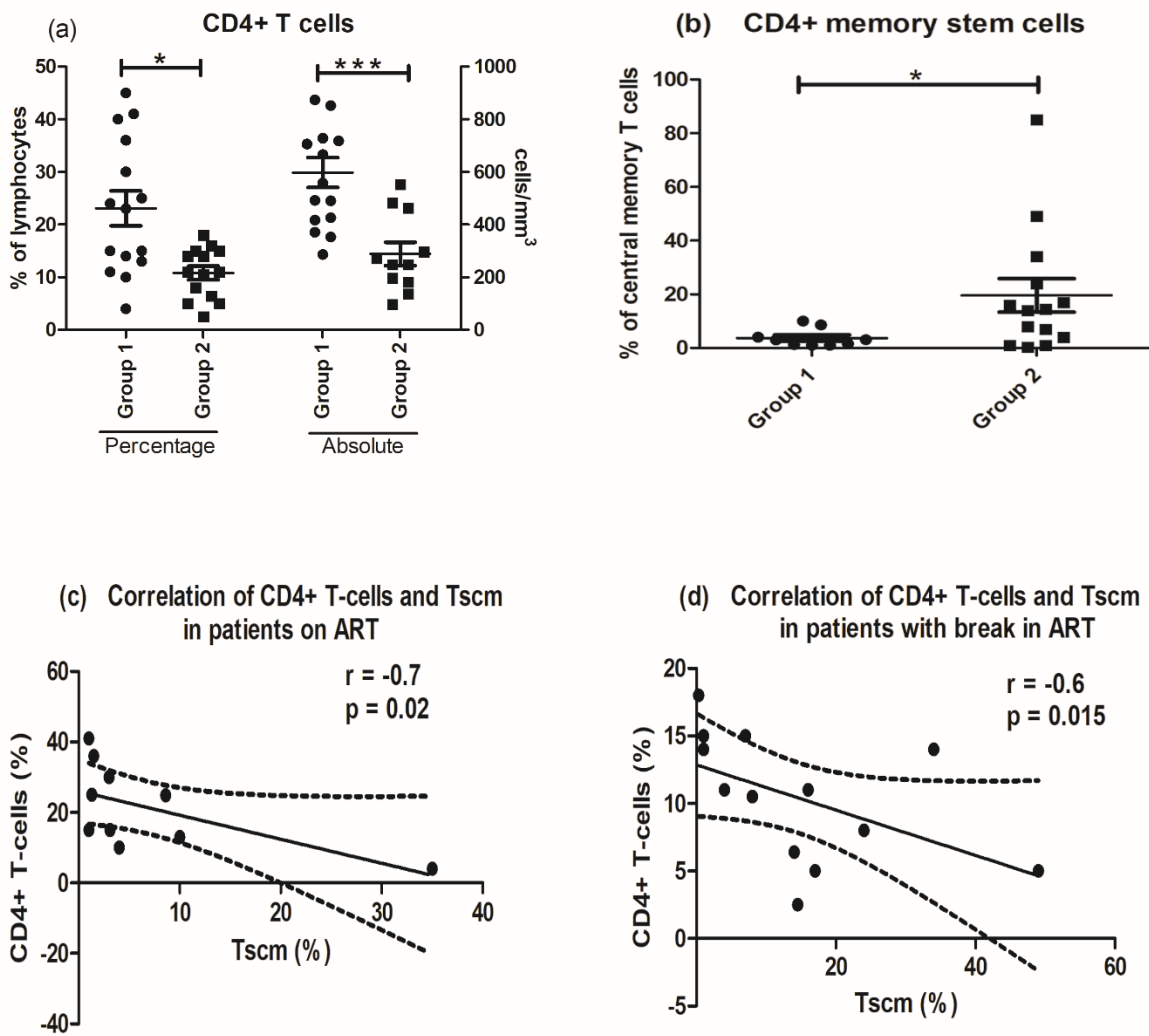 (a)
CD4+ T cells
*
***
50
40
30
20
10
0
% of lymphocytes
1000
800
600
400
200
0
cells/mm3
Group 1
Group 2
Group 1
Group 2
Percentage
Absolute
(b) CD4+ memory stem cells
*
100
80
60
40
20
0
% of central memory T cells
Group 1
Group 2
(c) Correlation of CD4+ T-cells and Tscm
in patients on ART
r = -0.7
p = 0.02
60
40
20
0
-20
-40
CD4+ T-cells (%)
10
20
30
40
Tscm (%)
(d) Correlation of CD4+ T-cells and Tscm
in patients with break in ART
r = -0.6
p = 0.015
20
15
10
5
0
-5
CD4+ T-cells (%)
20
40
60
Tscm (%)